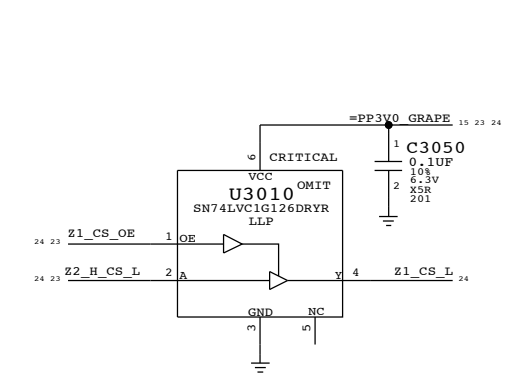 =PP3V0_GRAPE 15 23 24
1 C3050
0.1UF
10%
6.3V
2 X5R
201
6 CRITICAL
VCC
OMIT
U3010
SN74LVC1G126DRYR
LLP
24 23 Z1_CS_OE 1 OE
24 23 Z2_H_CS_L 2 A Y 4 Z1_CS_L 24
GND NC
3 5